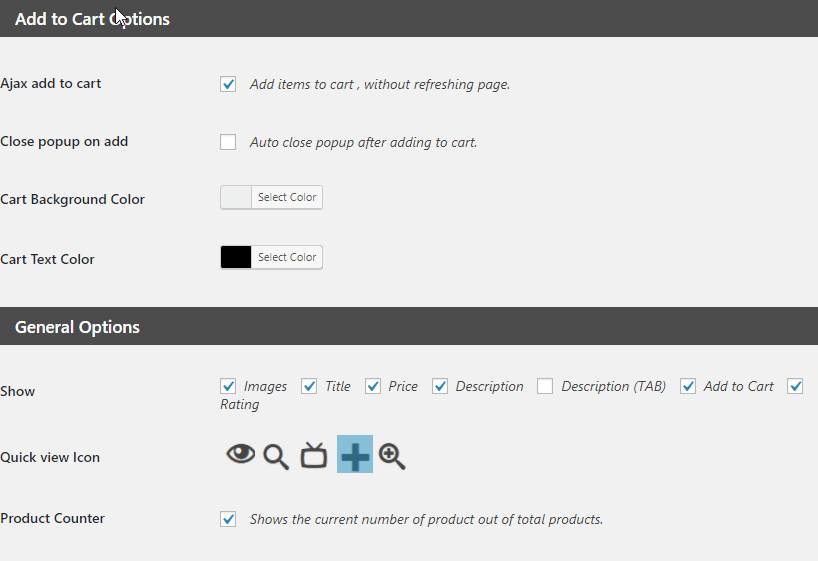 Add to Cart Options
Ajax add to cart Add items to cart , without refreshing page.
Close popup on add Auto close popup after adding to cart.
Cart Background Color Select Color
Cart Text Color Select Color
General Options
Show Images Title Price Description Description (TAB) Add to Cart
Rating
Quick view Icon
Product Counter Shows the current number of product out of total products.